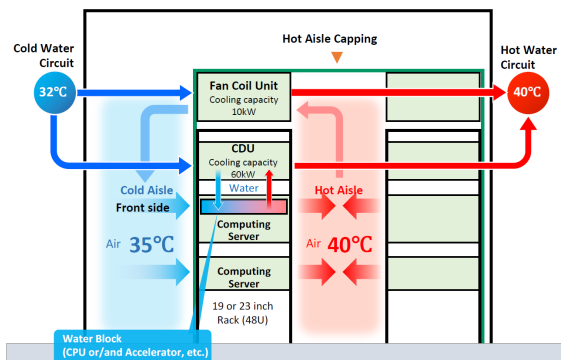 Cold Water
Circuit
32℃
Hot Aisle Capping
Hot Water
Circuit
40℃
Fan Coil Unit
Cooling capacity
10kW
CDU
Cooling capacity
60kW
Water
Cold Aisle
Front side
Air 35℃
Hot Aisle
Air 40℃
Computing
Server
Computing
Server
19 or 23 inch
Rack (48U)
Water Block
(CPU or/and Accelerator, etc.)